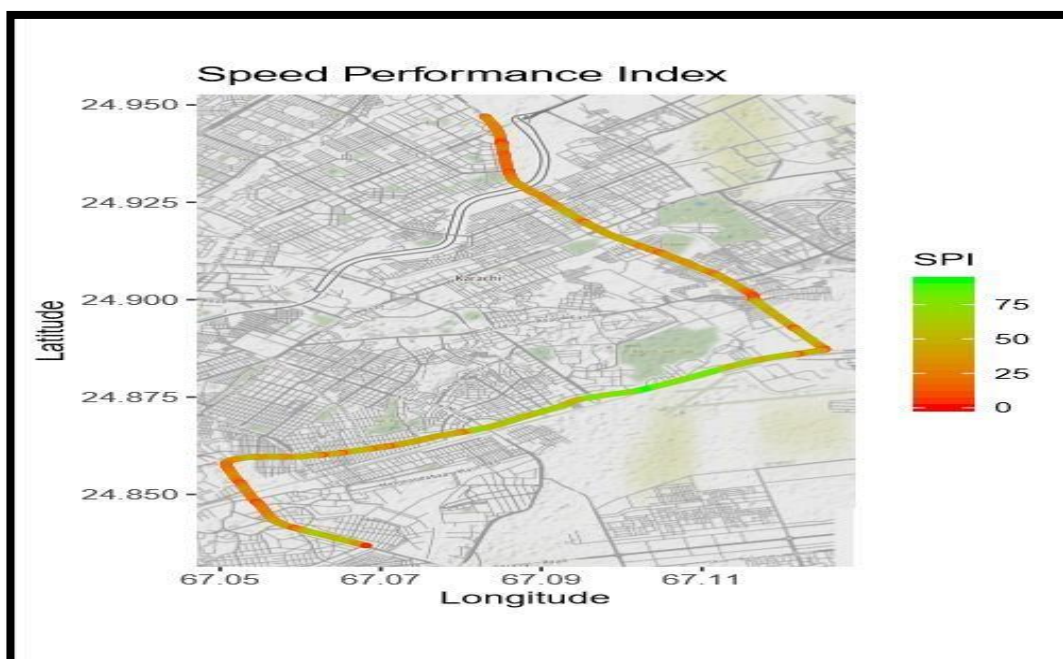 Speed Performance Index
24.950
24.925
24.900
24.875
24.850
Latitude
Karachi
67.05 67.07 67.09 67.11
Longitude
SPI
75
50
25
0